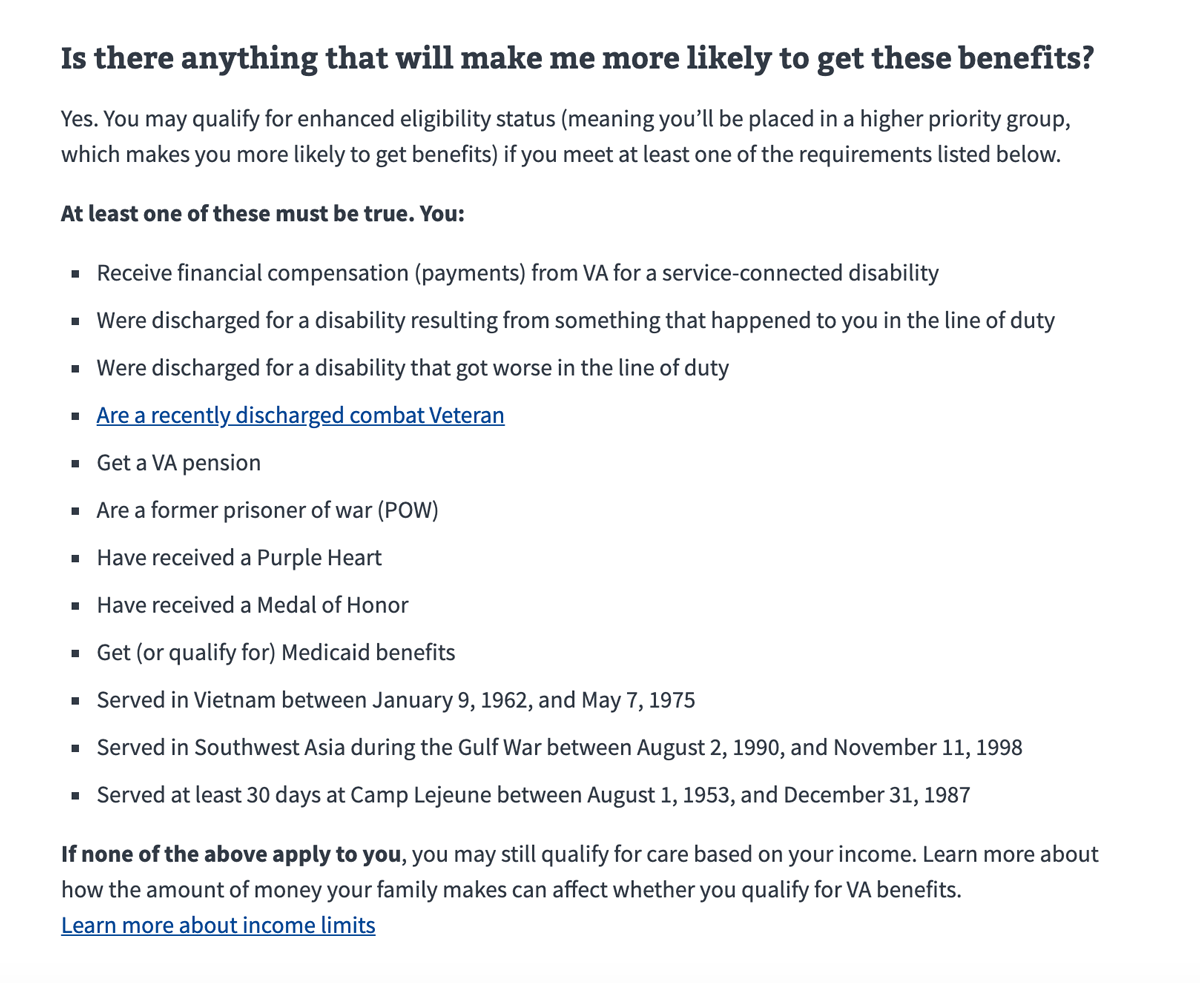 Is there anything that will make me more likely to get these benefits?
Yes. You may qualify for enhanced eligibility status (meaning you’ll be placed in a higher priority group,
which makes you more likely to get benefits) if you meet at least one of the requirements listed below.
At least one of these must be true. You:
▪ Receive financial compensation (payments) from VA for a service-connected disability
▪ Were discharged for a disability resulting from something that happened to you in the line of duty
▪ Were discharged for a disability that got worse in the line of duty
▪ Are a recently discharged combat Veteran
▪ Get a VA pension
▪ Are a former prisoner of war (POW)
▪ Have received a Purple Heart
▪ Have received a Medal of Honor
▪ Get (or qualify for) Medicaid benefits
▪ Served in Vietnam between January 9, 1962, and May 7, 1975
▪ Served in Southwest Asia during the Gulf War between August 2, 1990, and November 11, 1998
▪ Served at least 30 days at Camp Lejeune between August 1, 1953, and December 31, 1987
If none of the above apply to you, you may still qualify for care based on your income. Learn more about
how the amount of money your family makes can affect whether you qualify for VA benefits.
Learn more about income limits